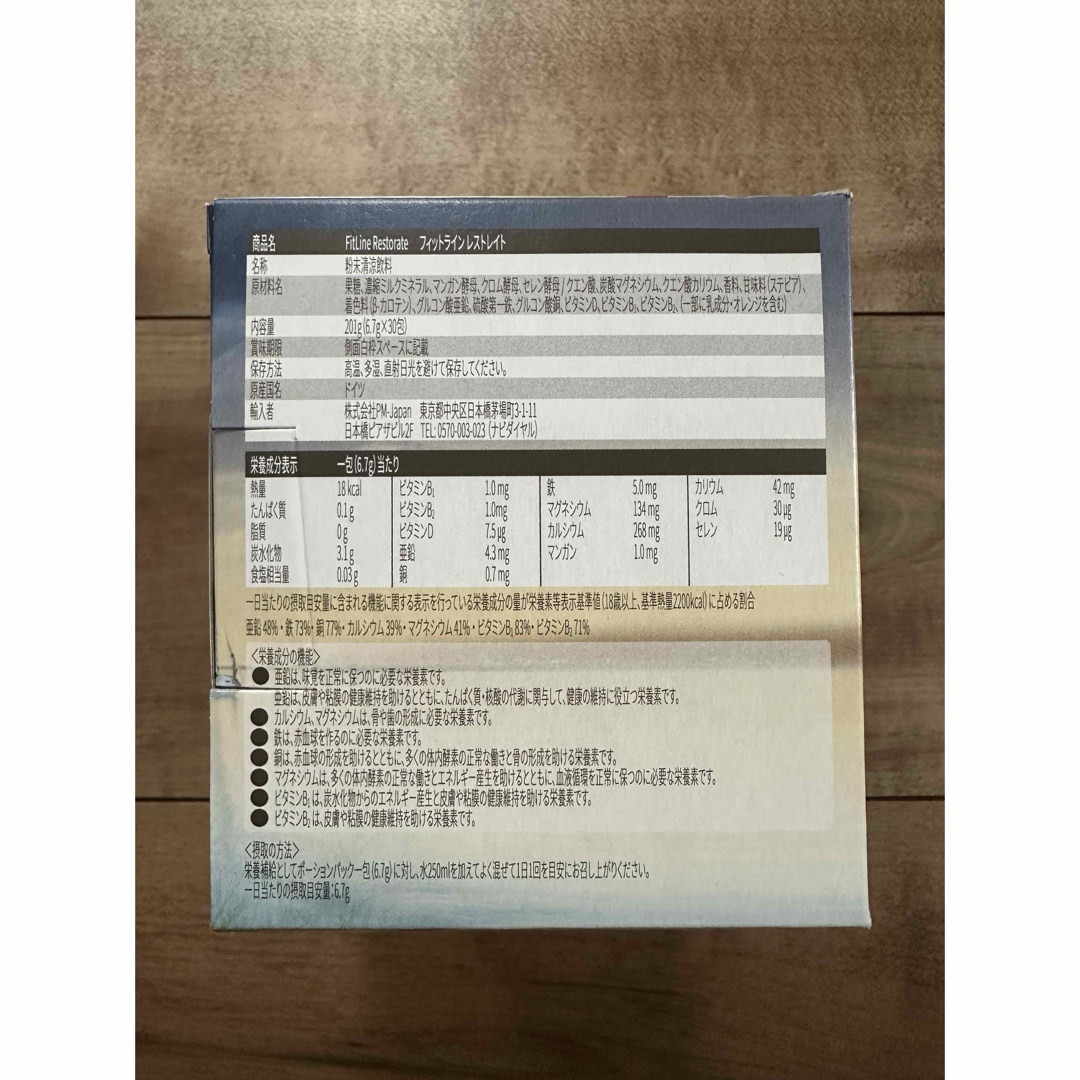 商品名 FitLine Restorate フィットライン レストレイト
名称 粉末清涼飲料
原材料名 果糖、濃縮ミルクミネラル、マンガン酵母、クロム酵母、セレン酵母 / クエン酸、炭酸マグネシウム、クエン酸カリウム、香料、甘味料 (ステビア)、
着色料 (β-カロテン)、グルコン酸亜鉛、硫酸第一鉄、グルコン酸銅、ビタミンD、ビタミンB₁、ビタミンB₂、(一部に乳成分・オレンジを含む)
内容量 201g (6.7g×30包)
賞味期限 側面白枠スペースに記載
保存方法 高温、多湿、直射日光を避けて保存してください。
原産国名 ドイツ
輸入者 株式会社PM-Japan 東京都中央区日本橋茅場町3-1-11
日本橋ピアザビル2F TEL: 0570-003-023 (ナビダイヤル)
栄養成分表示 一包 (6.7g) 当たり
熱量 18 kcal ビタミンB₁ 1.0 mg 鉄 5.0 mg カリウム 42 mg
たんぱく質 0.1 g ビタミンB₂ 1.0mg マグネシウム 134 mg クロム 30 μg
脂質 0 g ビタミンD 7.5 μg カルシウム 268 mg セレン 19 μg
炭水化物 3.1 g 亜鉛 4.3 mg マンガン 1.0 mg
食塩相当量 0.03 g 銅 0.7 mg
一日当たりの摂取目安量に含まれる機能に関する表示を行っている栄養成分の量が栄養素等表示基準値 (18歳以上、基準熱量2200kcal) に占める割合
亜鉛 48%・鉄 73%・銅 77%・カルシウム 39%・マグネシウム 41%・ビタミンB₁ 83%・ビタミンB₂ 71%
〈栄養成分の機能〉
● 亜鉛は、味覚を正常に保つのに必要な栄養素です。
亜鉛は、皮膚や粘膜の健康維持を助けるとともに、たんぱく質・核酸の代謝に関与して、健康の維持に役立つ栄養素です。
● カルシウム、マグネシウムは、骨や歯の形成に必要な栄養素です。
● 鉄は、赤血球を作るのに必要な栄養素です。
● 銅は、赤血球の形成を助けるとともに、多くの体内酵素の正常な働きと骨の形成を助ける栄養素です。
● マグネシウムは、多くの体内酵素の正常な働きとエネルギー産生を助けるとともに、血液循環を正常に保つのに必要な栄養素です。
● ビタミンB₁ は、炭水化物からのエネルギー産生と皮膚や粘膜の健康維持を助ける栄養素です。
● ビタミンB₂ は、皮膚や粘膜の健康維持を助ける栄養素です。
〈摂取の方法〉
栄養補給としてポーションパック一包 (6.7g) に対し、水250mlを加えてよく混ぜて1日1回を目安にお召し上がりください。
一日当たりの摂取目安量:6.7g